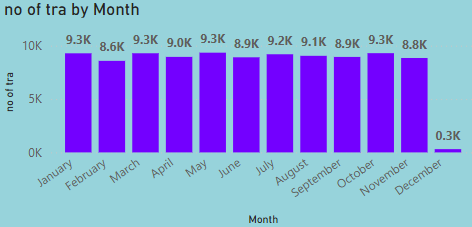 no of tra by Month
9.3K 8.6K 9.3K 9.0K 9.3K 8.9K 9.2K 9.1K 8.9K 9.3K 8.8K 0.3K
10K
5K
0K
no of tra
January February March April May June July August September October November December
Month